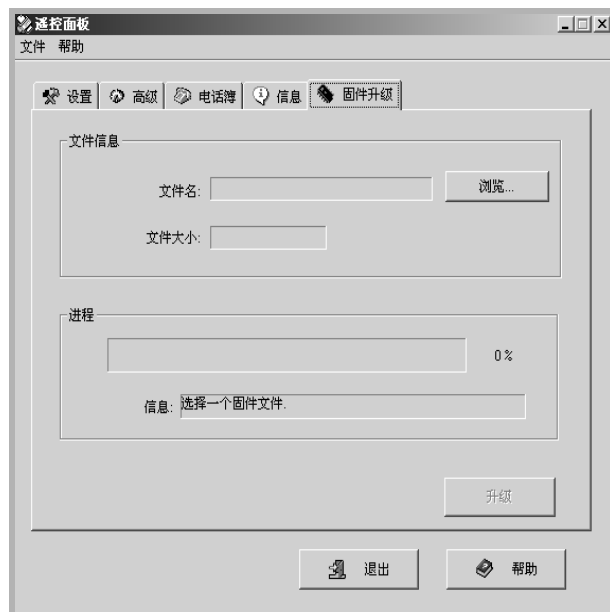 遥控面板
文件 帮助
设置 高级 电话簿 信息 固件升级
文件信息
文件名: 浏览...
文件大小:
进程
0%
信息: 选择一个固件文件.
升级
退出 帮助